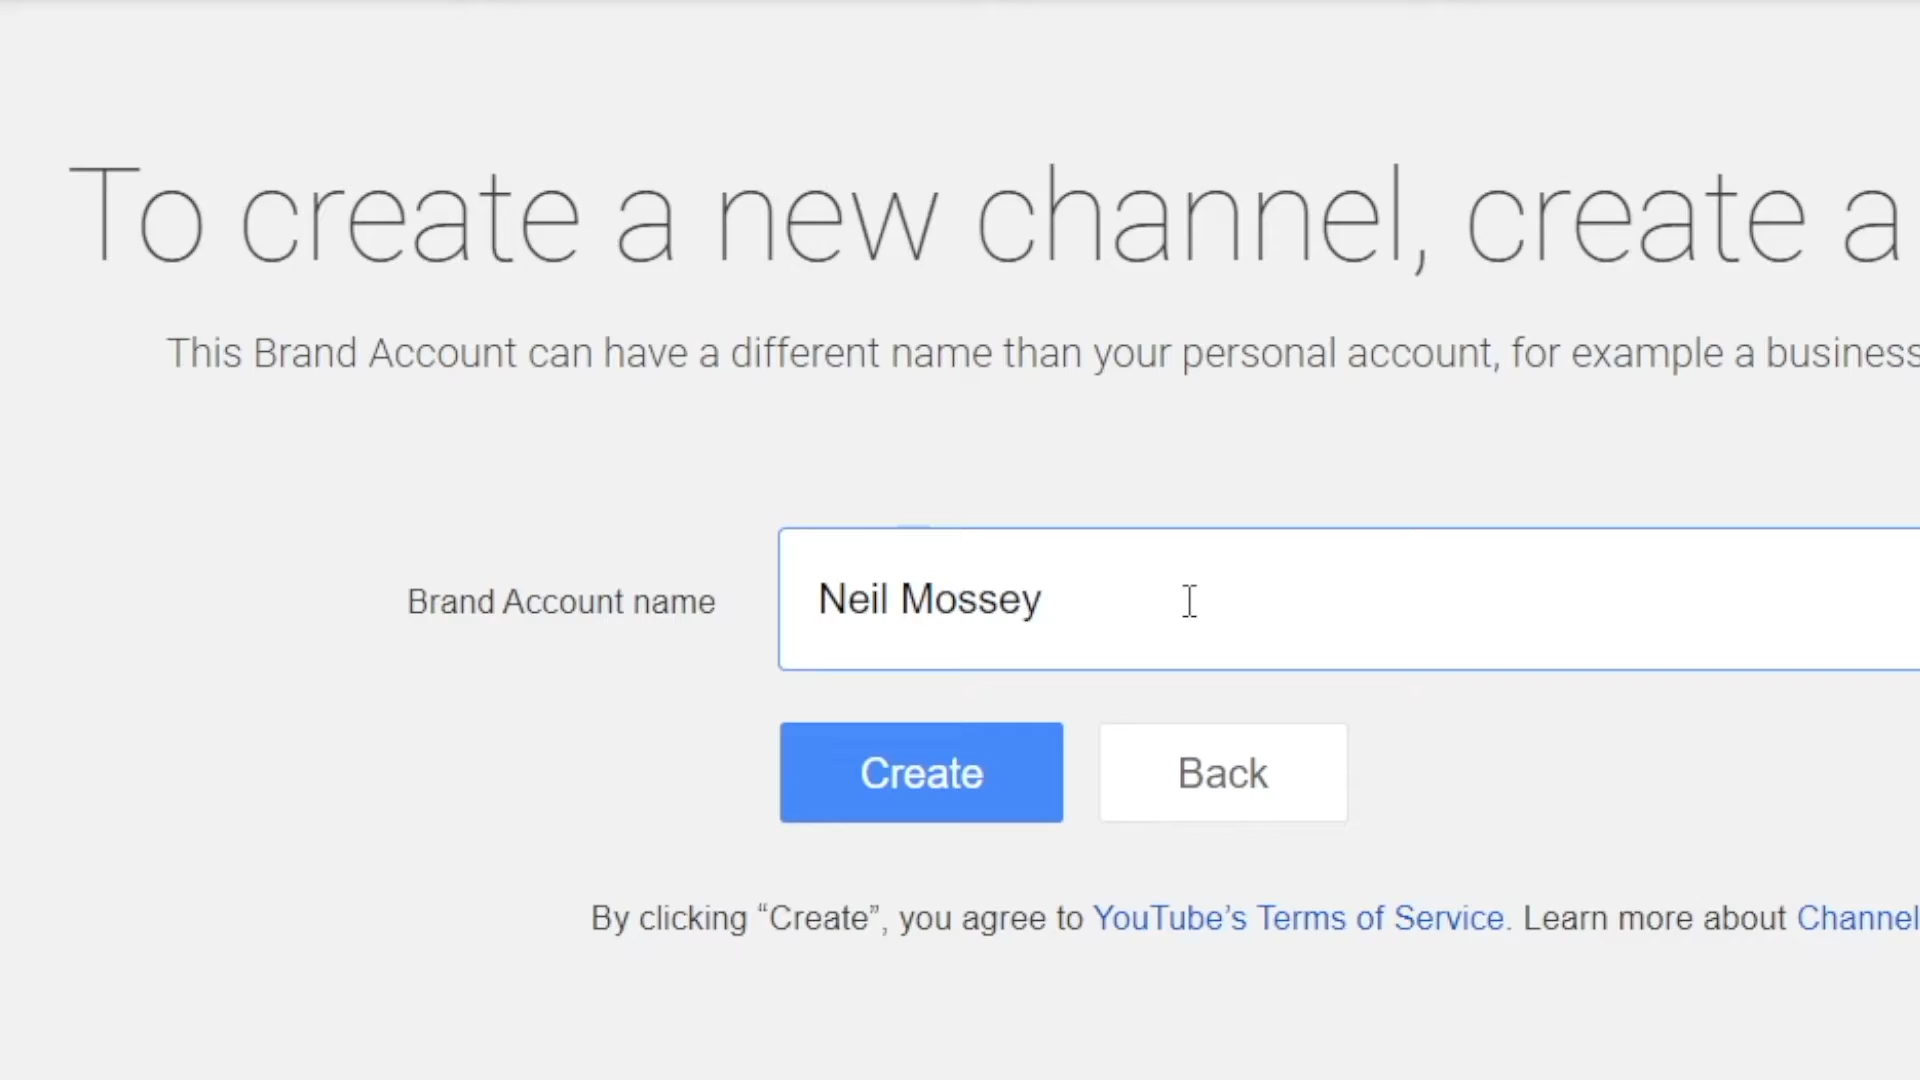 To create a new channel, create a
This Brand Account can have a different name than your personal account, for example a business
Brand Account name
Neil Mossey
Create
Back
By clicking “Create”, you agree to YouTube’s Terms of Service. Learn more about Channel